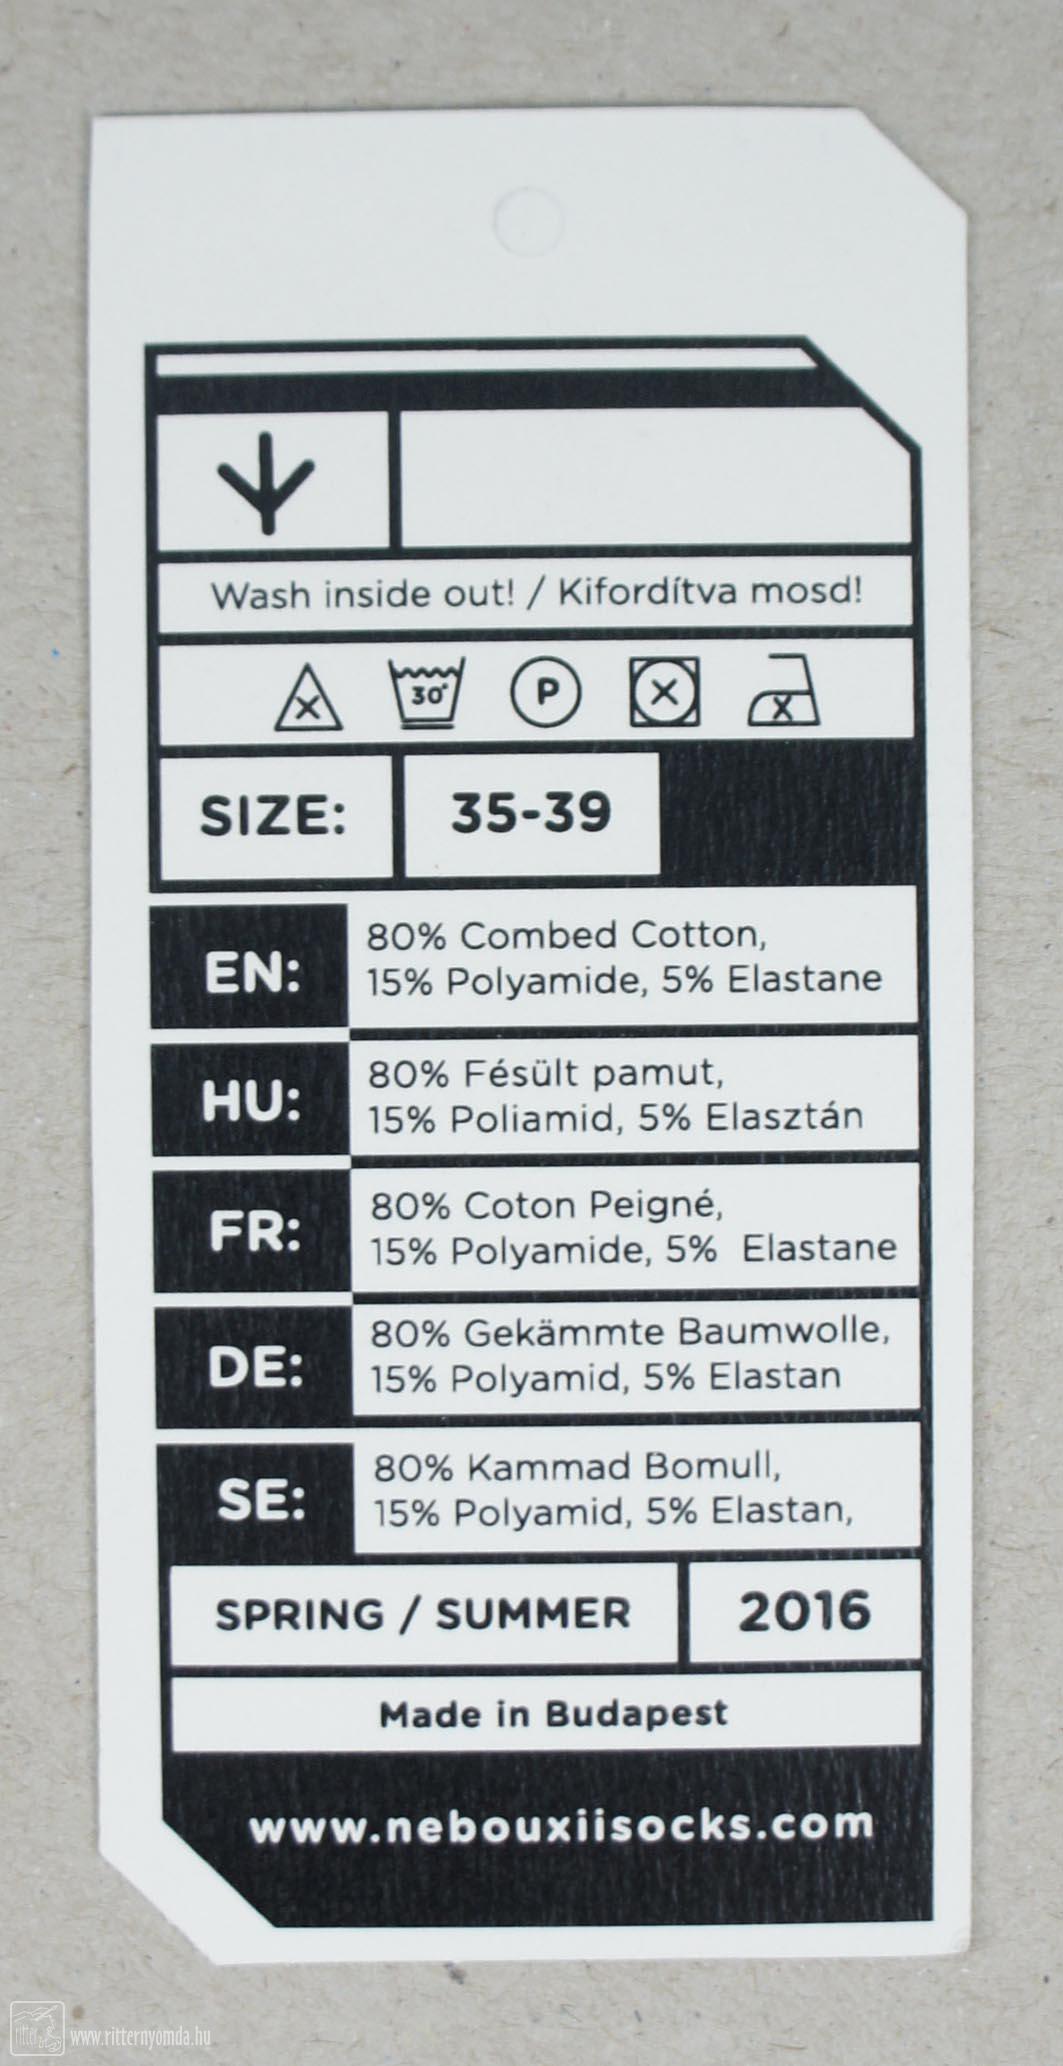 Wash inside out! / Kifordítva mosd!
30°
P
SIZE: 35-39
EN: 80% Combed Cotton,
15% Polyamide, 5% Elastane
HU: 80% Fésült pamut,
15% Poliamid, 5% Elasztán
FR: 80% Coton Peigné,
15% Polyamide, 5% Elastane
DE: 80% Gekämmte Baumwolle,
15% Polyamid, 5% Elastan
SE: 80% Kammad Bomull,
15% Polyamid, 5% Elastan,
SPRING / SUMMER 2016
Made in Budapest
www.nebouxiisocks.com
ritter www.ritternyomda.hu